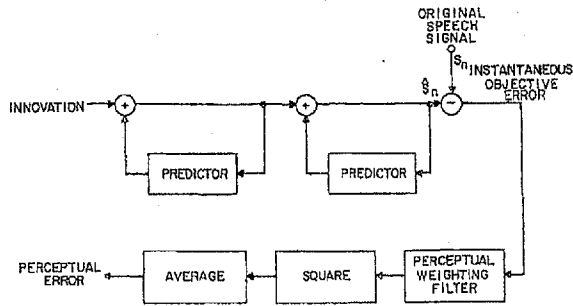 ORIGINAL
SPEECH
SIGNAL
Sn INSTANTANEOUS
OBJECTIVE
ERROR
INNOVATION
+
+
Ŝn
−
PREDICTOR
PREDICTOR
PERCEPTUAL
ERROR
AVERAGE
SQUARE
PERCEPTUAL
WEIGHTING
FILTER